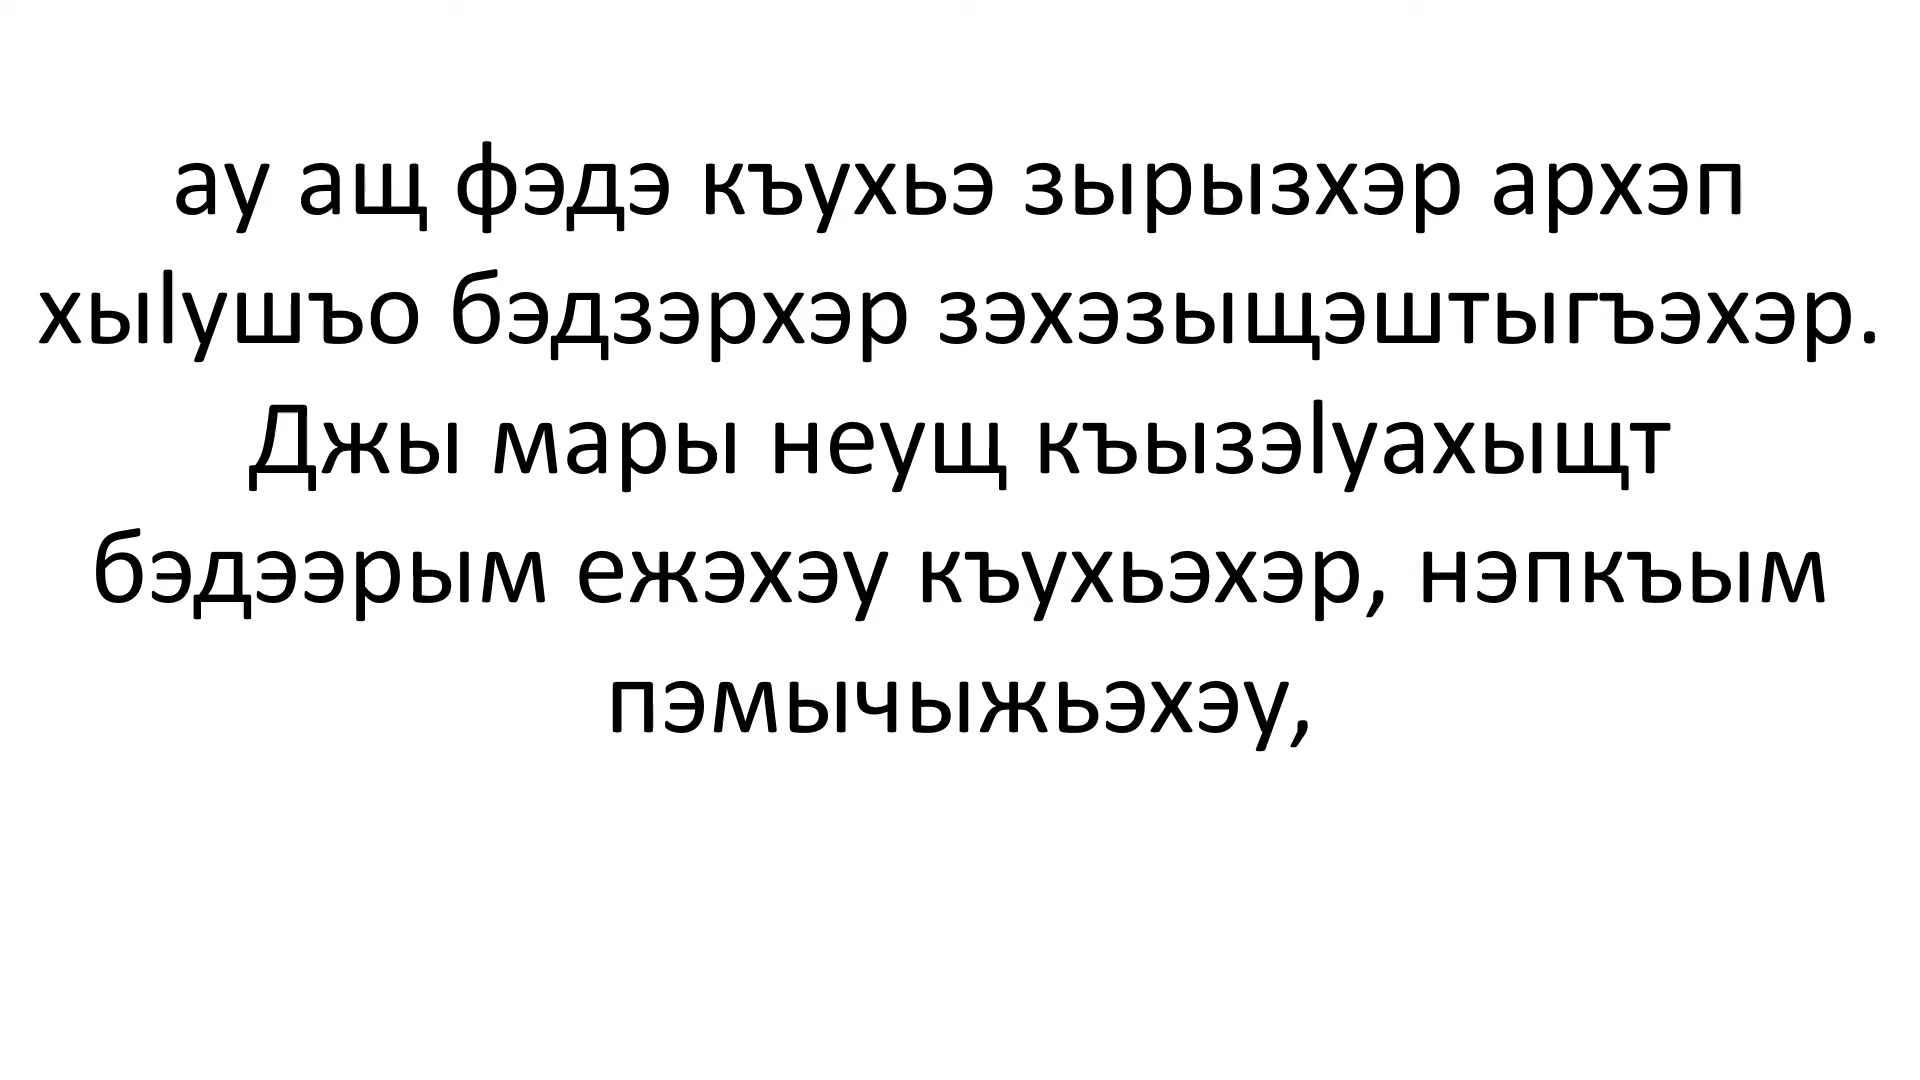 ау ащ фэдэ къухьэ зырызхэр архэп
хыӏушъо бэдзэрхэр зэхэзыщэштыгъэхэр.
Джы мары неущ къызэӏуахыщт
бэдээрым ежэхэу къухьэхэр, нэпкъым
пэмычыжьэхэу,